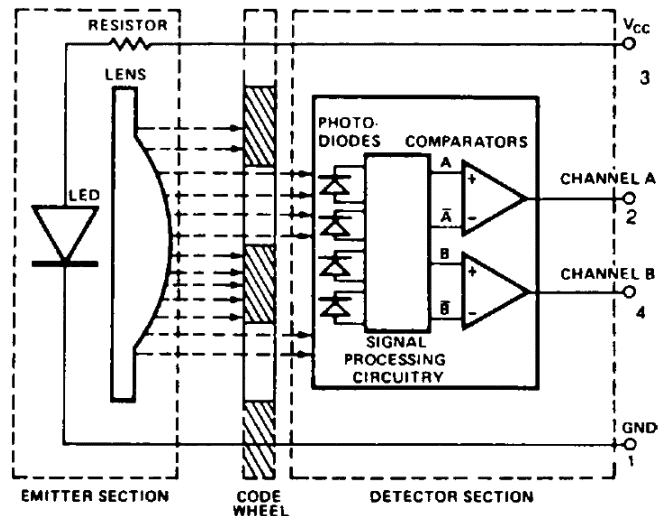 RESISTOR
VCC
3
LENS
PHOTO-
DIODES
COMPARATORS
A
+
CHANNEL A
LED
A̅
−
2
B
+
CHANNEL B
B̅
−
4
SIGNAL
PROCESSING
CIRCUITRY
GND
1
EMITTER SECTION
CODE
WHEEL
DETECTOR SECTION